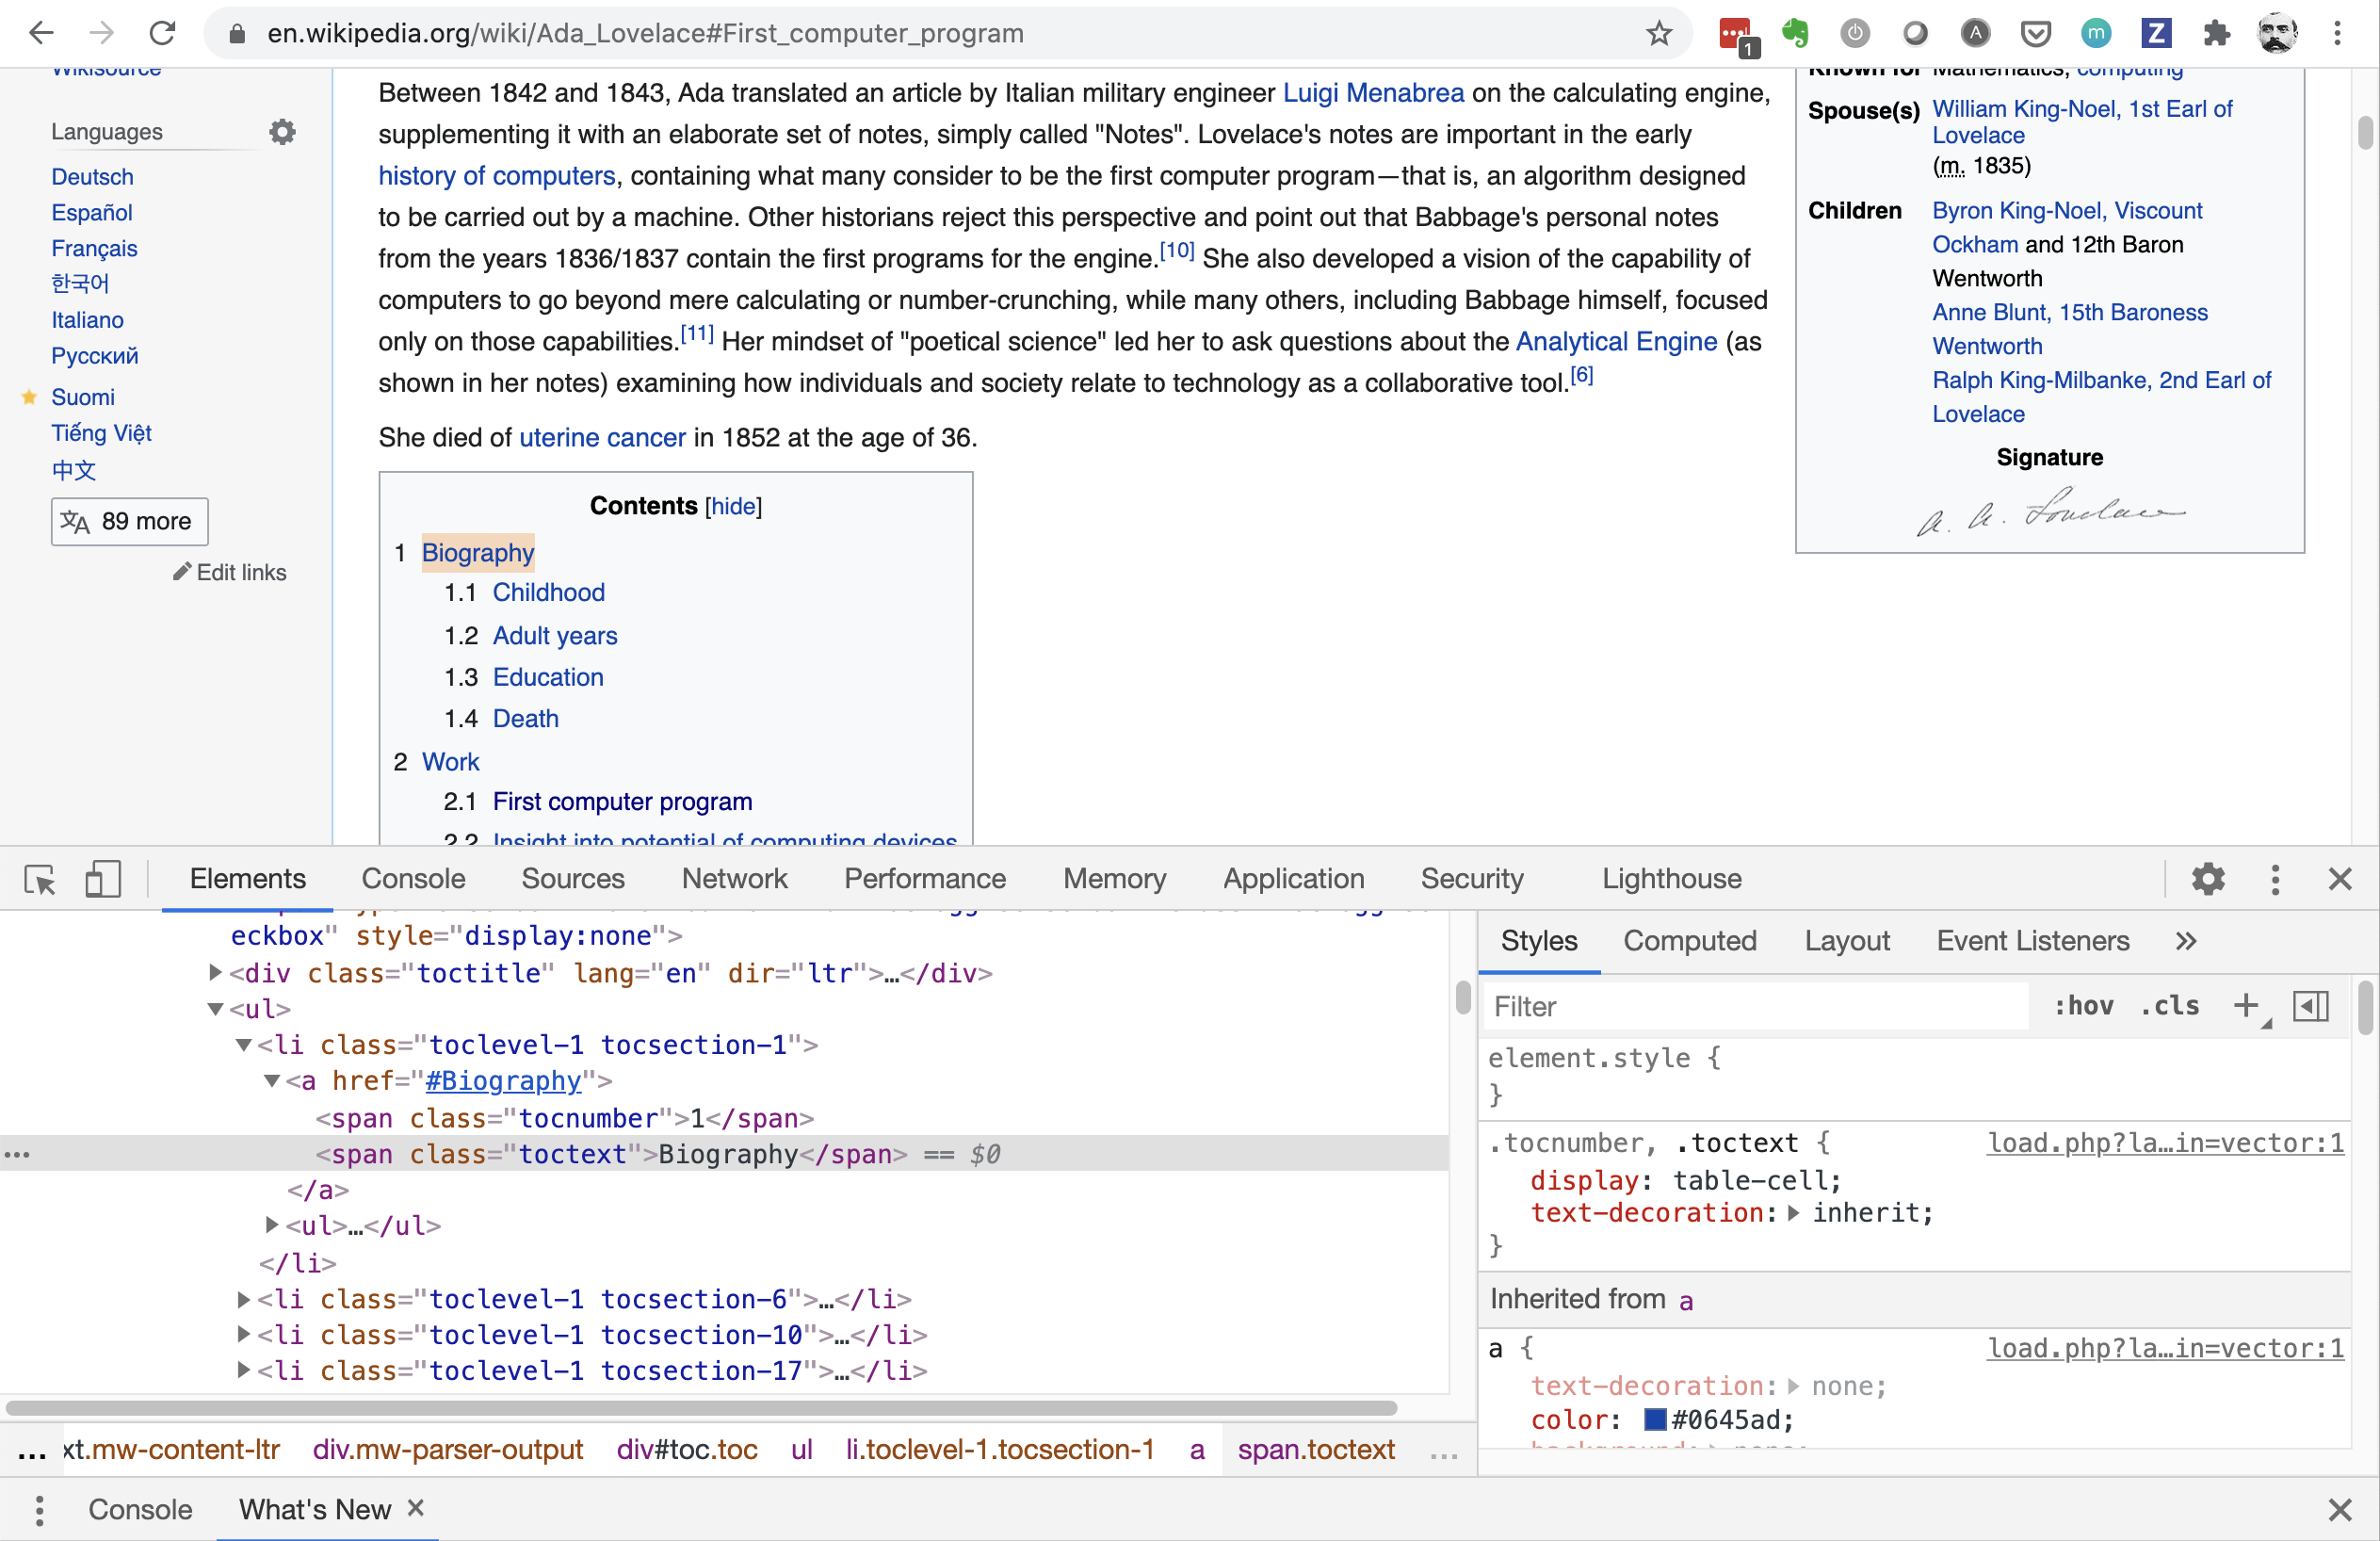 en.wikipedia.org/wiki/Ada_Lovelace#First_computer_program
1
A
m
Z
Wikisource
Languages
Deutsch
Español
Français
한국어
Italiano
Русский
Suomi
Tiếng Việt
中文
89 more
Edit links
Between 1842 and 1843, Ada translated an article by Italian military engineer Luigi Menabrea on the calculating engine,
supplementing it with an elaborate set of notes, simply called "Notes". Lovelace's notes are important in the early
history of computers, containing what many consider to be the first computer program—that is, an algorithm designed
to be carried out by a machine. Other historians reject this perspective and point out that Babbage's personal notes
from the years 1836/1837 contain the first programs for the engine.[10] She also developed a vision of the capability of
computers to go beyond mere calculating or number-crunching, while many others, including Babbage himself, focused
only on those capabilities.[11] Her mindset of "poetical science" led her to ask questions about the Analytical Engine (as
shown in her notes) examining how individuals and society relate to technology as a collaborative tool.[6]
She died of uterine cancer in 1852 at the age of 36.
Contents [hide]
1 Biography
1.1 Childhood
1.2 Adult years
1.3 Education
1.4 Death
2 Work
2.1 First computer program
2.2 Insight into potential of computing devices
Known for Mathematics, computing
Spouse(s) William King-Noel, 1st Earl of
Lovelace
(m. 1835)
Children Byron King-Noel, Viscount
Ockham and 12th Baron
Wentworth
Anne Blunt, 15th Baroness
Wentworth
Ralph King-Milbanke, 2nd Earl of
Lovelace
Signature
A. A. Lovelace
Elements Console Sources Network Performance Memory Application Security Lighthouse
eckbox" style="display:none">
<div class="toctitle" lang="en" dir="ltr">…</div>
<ul>
<li class="toclevel-1 tocsection-1">
<a href="#Biography">
<span class="tocnumber">1</span>
<span class="toctext">Biography</span> == $0
</a>
<ul>…</ul>
</li>
<li class="toclevel-1 tocsection-6">…</li>
<li class="toclevel-1 tocsection-10">…</li>
<li class="toclevel-1 tocsection-17">…</li>
... xt.mw-content-ltr div.mw-parser-output div#toc.toc ul li.toclevel-1.tocsection-1 a span.toctext ...
Styles Computed Layout Event Listeners »
Filter :hov .cls +
element.style {
}
.tocnumber, .toctext { load.php?la…in=vector:1
display: table-cell;
text-decoration: inherit;
}
Inherited from a
a { load.php?la…in=vector:1
text-decoration: none;
color: #0645ad;
background: none;
Console What's New ×